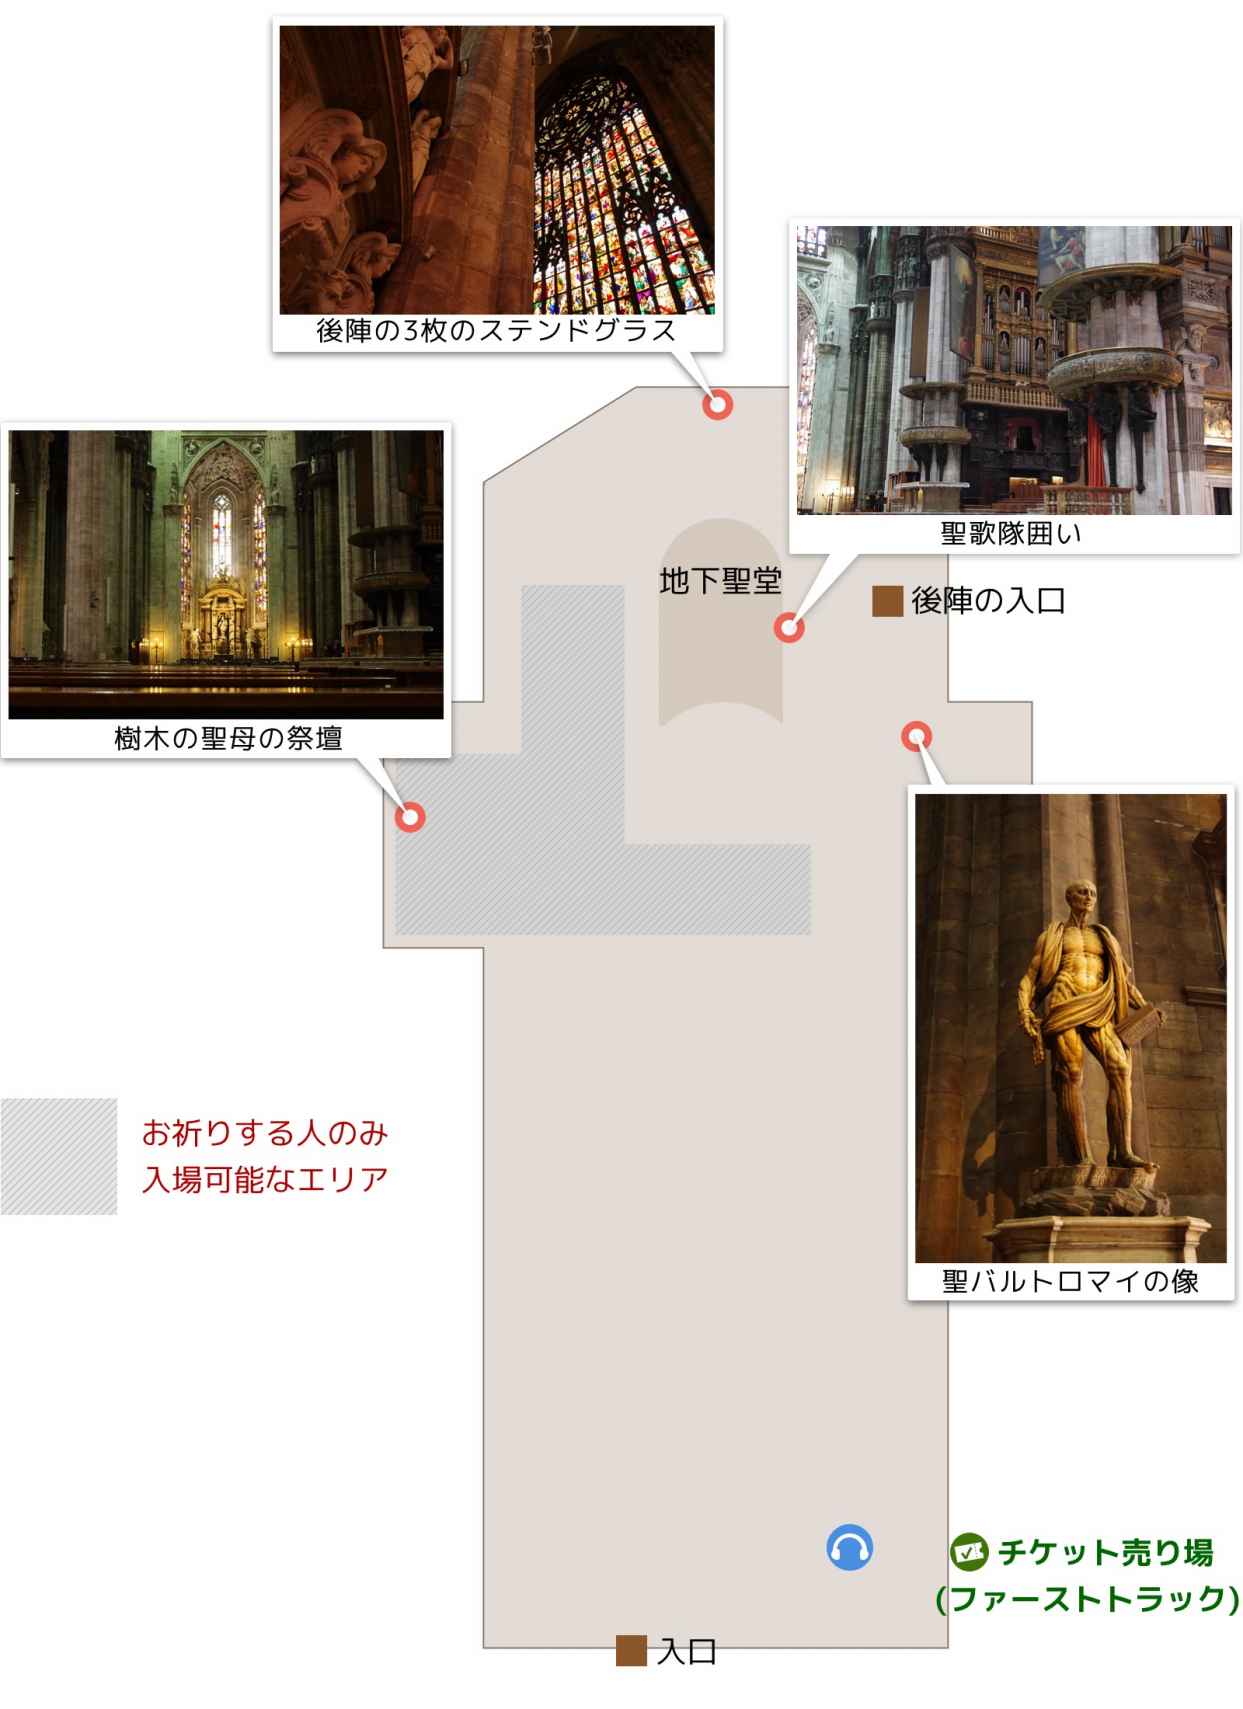 後陣の3枚のステンドグラス
聖歌隊囲い
地下聖堂
後陣の入口
樹木の聖母の祭壇
お祈りする人のみ
入場可能なエリア
聖バルトロマイの像
チケット売り場
(ファーストトラック)
入口